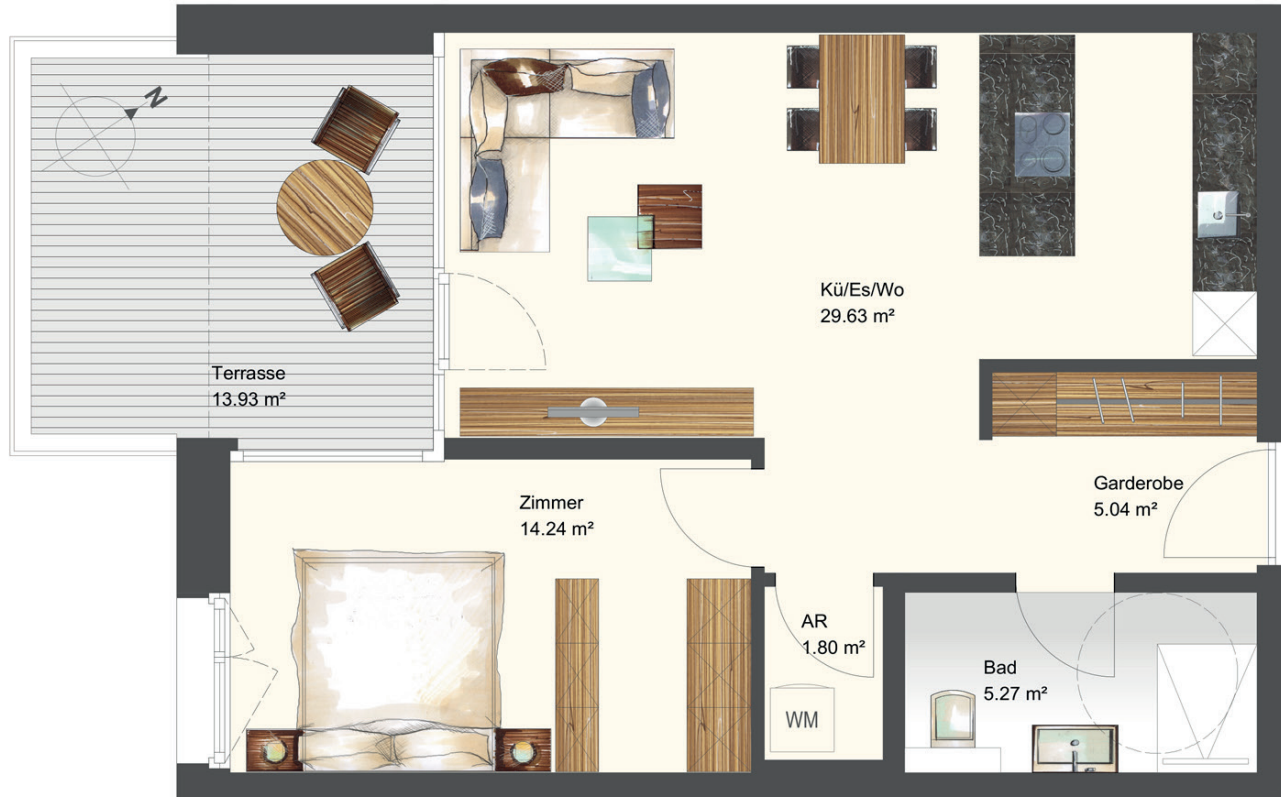 N
Kü/Es/Wo
29.63 m²
Terrasse
13.93 m²
Zimmer
14.24 m²
Garderobe
5.04 m²
AR
1.80 m²
Bad
5.27 m²
WM